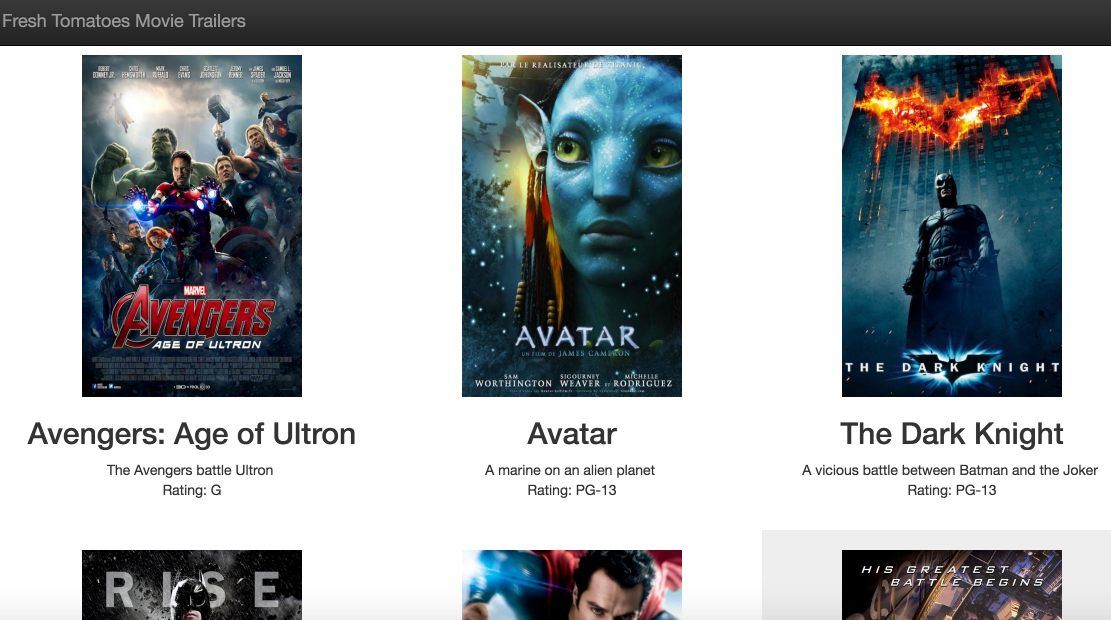 Fresh Tomatoes Movie Trailers
ROBERT DOWNEY JR. CHRIS HEMSWORTH MARK RUFFALO CHRIS EVANS SCARLETT JOHANSSON JEREMY RENNER JAMES SPADER SAMUEL L. JACKSON
MARVEL
AVENGERS
AGE OF ULTRON
PAR LE REALISATEUR DE TITANIC
AVATAR
UN FILM DE JAMES CAMERON
SAM WORTHINGTON SIGOURNEY WEAVER ET MICHELLE RODRIGUEZ
THE DARK KNIGHT
Avengers: Age of Ultron
The Avengers battle Ultron
Rating: G
Avatar
A marine on an alien planet
Rating: PG-13
The Dark Knight
A vicious battle between Batman and the Joker
Rating: PG-13
RISE
HIS GREATEST
BATTLE BEGINS